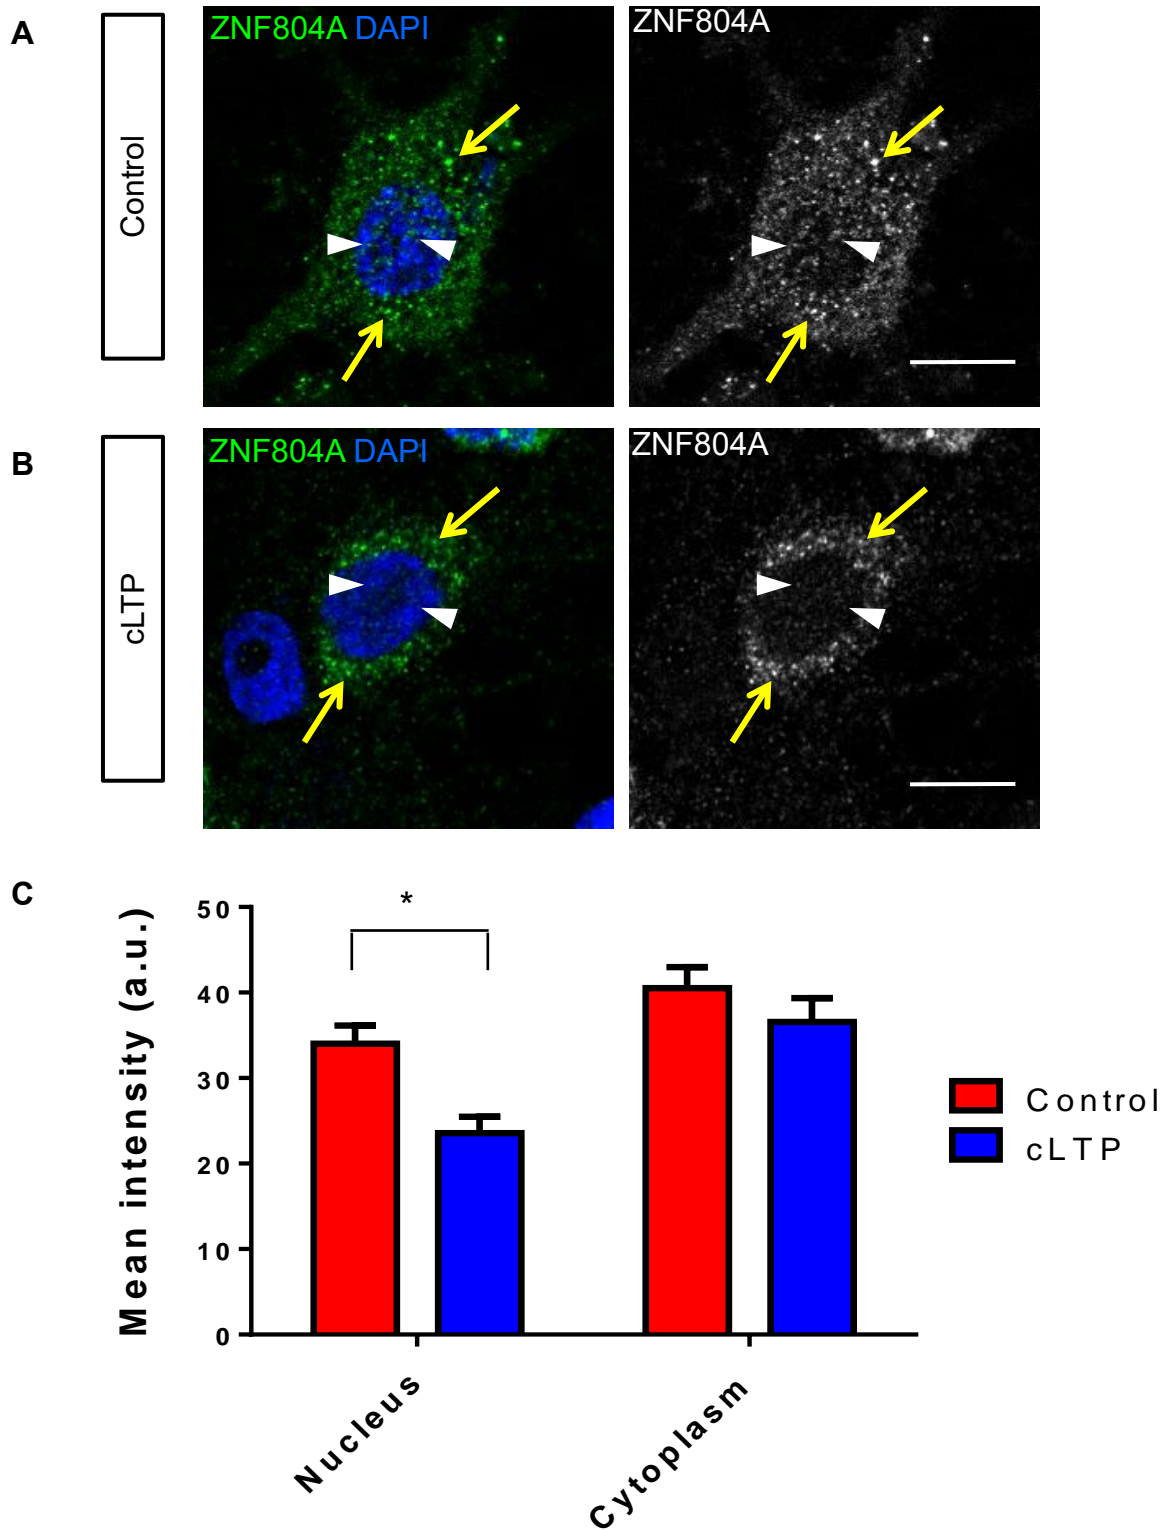 A
Control
ZNF804A DAPI
ZNF804A
B
cLTP
ZNF804A DAPI
ZNF804A
C
*
Mean intensity (a.u.)
50
40
30
20
10
0
Nucleus
Cytoplasm
Control
cLTP